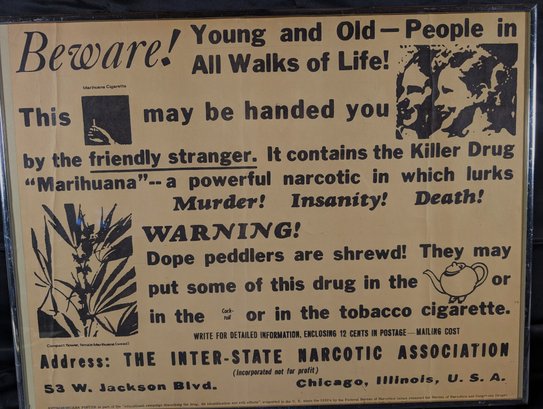 Beware!
Young and Old — People in
All Walks of Life!
Marihuana Cigarette
This may be handed you
by the friendly stranger. It contains the Killer Drug
"Marihuana"-- a powerful narcotic in which lurks
Murder! Insanity! Death!
WARNING!
Dope peddlers are shrewd! They may
put some of this drug in the or
in the Cock-
tail or in the tobacco cigarette.
WRITE FOR DETAILED INFORMATION, ENCLOSING 12 CENTS IN POSTAGE — MAILING COST
Address: THE INTER-STATE NARCOTIC ASSOCIATION
(Incorporated not for profit)
53 W. Jackson Blvd. Chicago, Illinois, U. S. A.